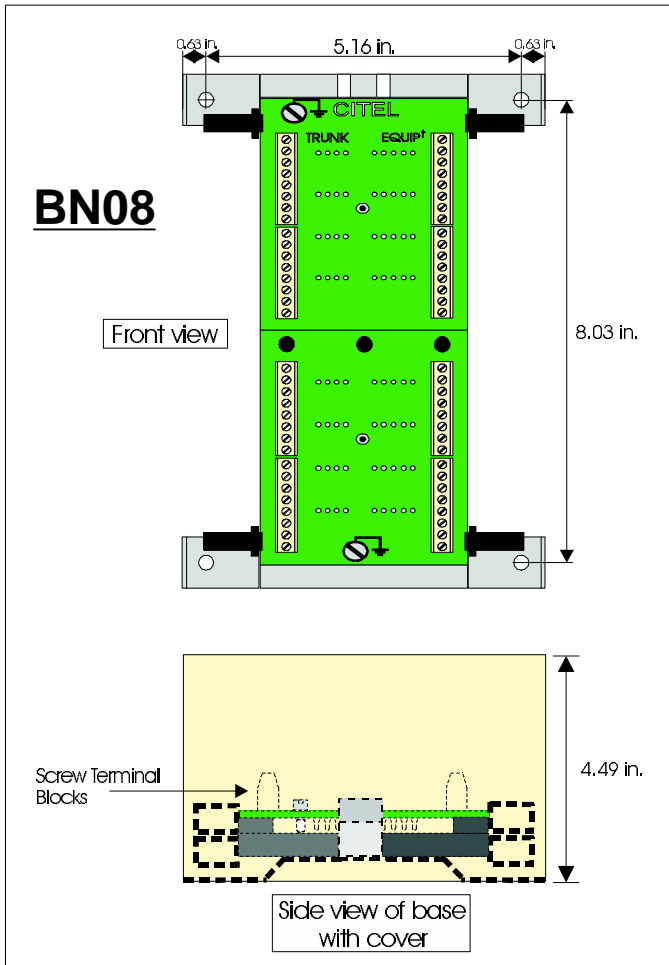 0.63 in.
5.16 in.
0.63 in.
CITEL
TRUNK
EQUIP†
BN08
Front view
8.03 in.
Screw Terminal
Blocks
4.49 in.
Side view of base
with cover